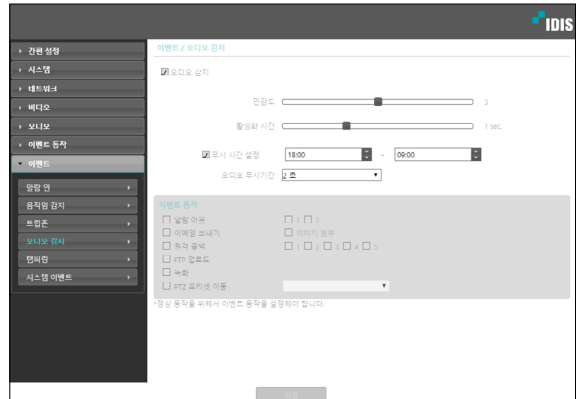 IDIS
간편 설정
시스템
네트워크
비디오
오디오
이벤트 동작
이벤트
알람 인
움직임 감지
트립존
오디오 감지
탬퍼링
시스템 이벤트
이벤트 / 오디오 감지
오디오 감지
민감도 3
활성화 시간 1 sec.
무시 시간 설정 18:00 ~ 09:00
오디오 무시기간 2 초
이벤트 동작
알람 아웃 1 2
이메일 보내기 이미지 첨부
원격 콜백 1 2 3 4 5
FTP 업로드
녹화
PTZ 프리셋 이동
*정상 동작을 위해서 이벤트 동작을 설정해야 합니다.
저장